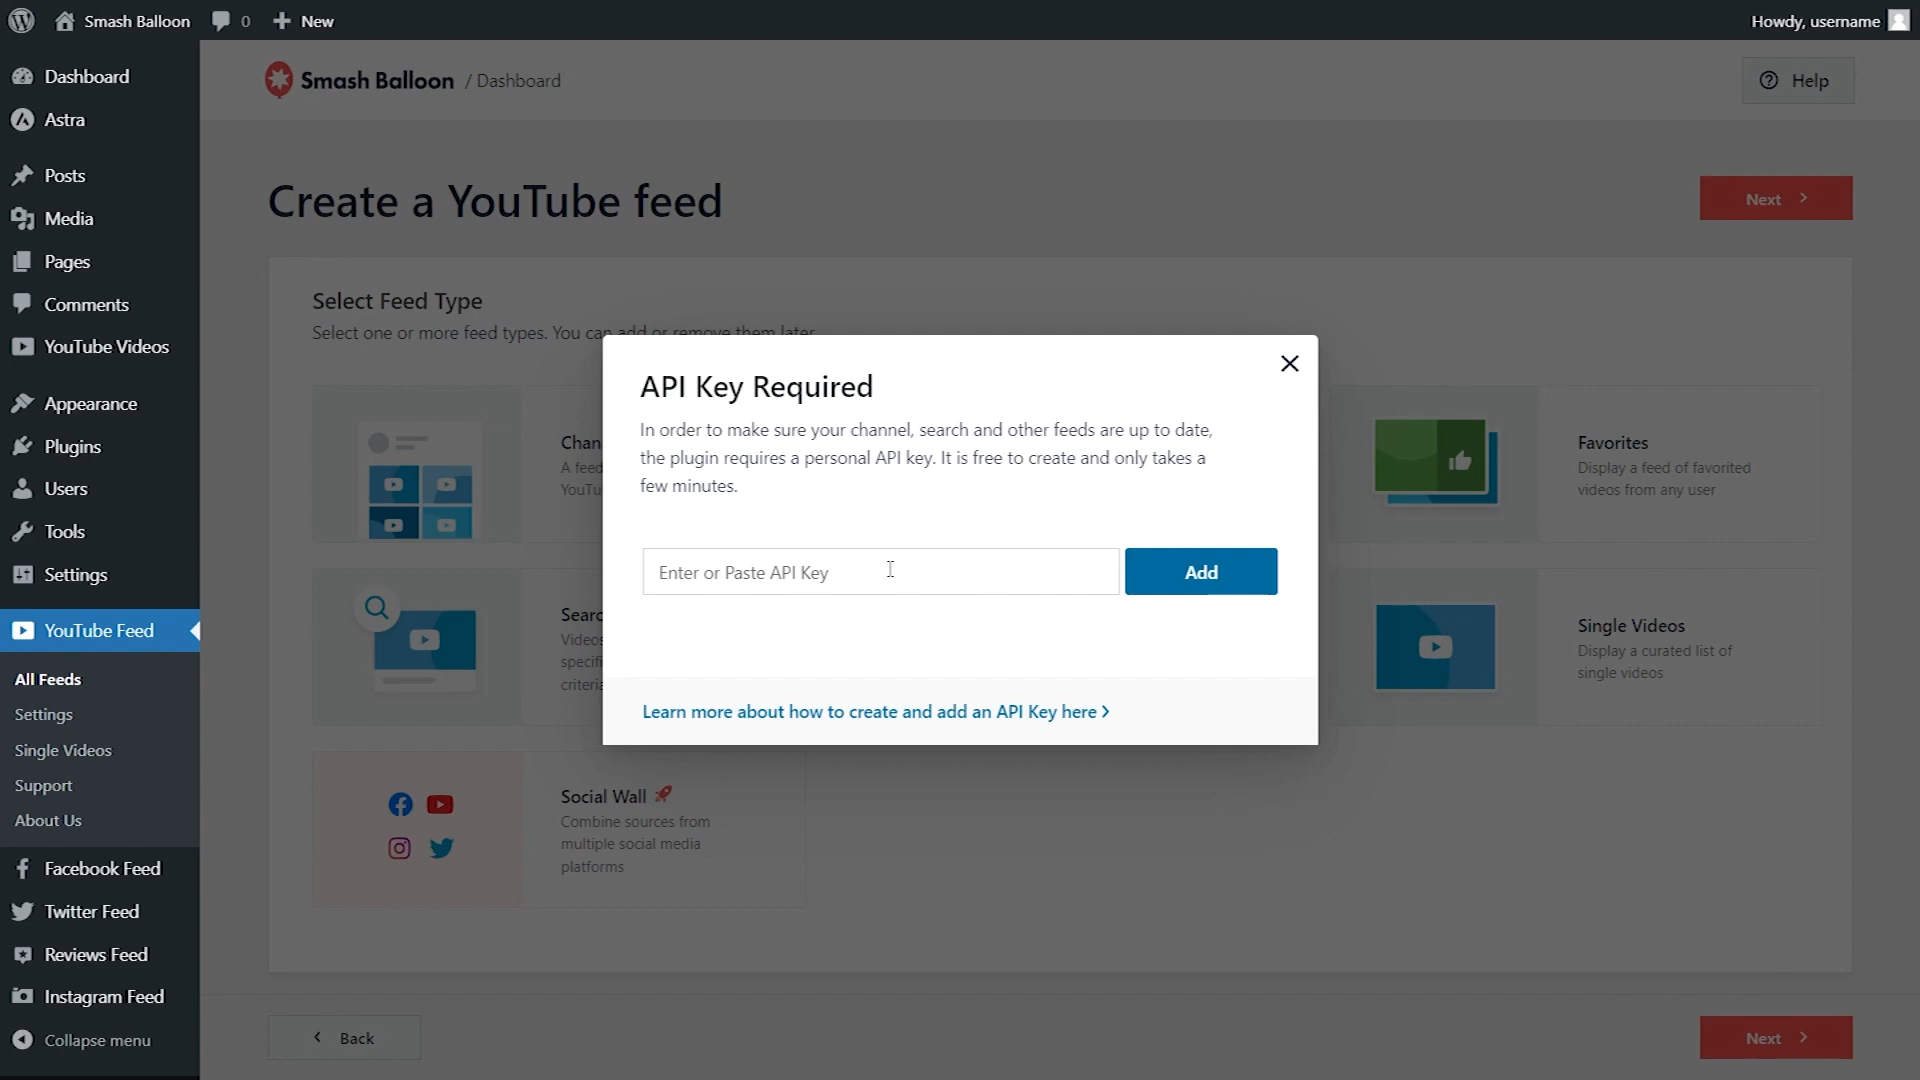 Smash Balloon 0 New
Howdy, username
Dashboard
Astra
Posts
Media
Pages
Comments
YouTube Videos
Appearance
Plugins
Users
Tools
Settings
YouTube Feed
All Feeds
Settings
Single Videos
Support
About Us
Facebook Feed
Twitter Feed
Reviews Feed
Instagram Feed
Collapse menu
Smash Balloon / Dashboard
Help
Create a YouTube feed
Next
Select Feed Type
Select one or more feed types. You can add or remove them later
API Key Required
In order to make sure your channel, search and other feeds are up to date,
the plugin requires a personal API key. It is free to create and only takes a
few minutes.
Enter or Paste API Key
Add
Learn more about how to create and add an API Key here
Chan
A feed
YouTu
Favorites
Display a feed of favorited
videos from any user
Searc
Videos
specifi
criteria
Single Videos
Display a curated list of
single videos
Social Wall
Combine sources from
multiple social media
platforms
Back
Next